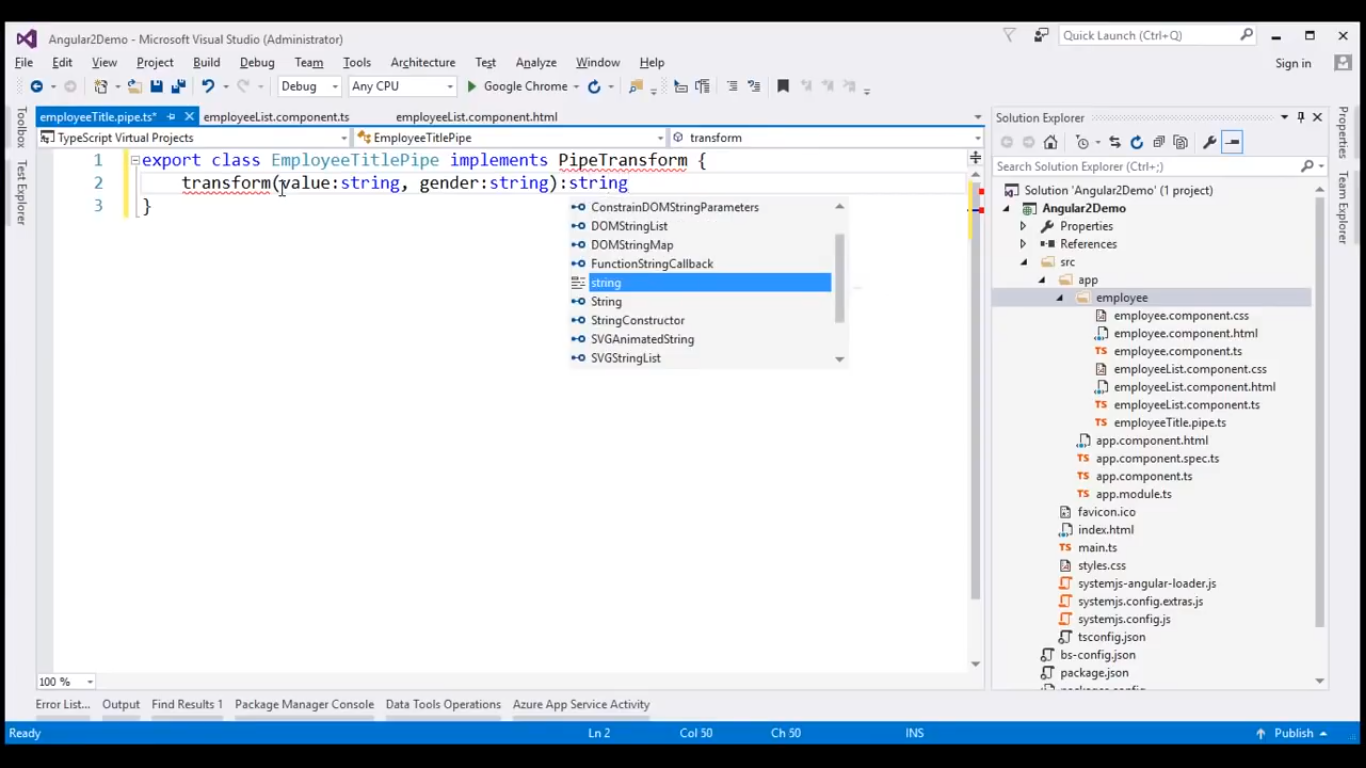 Angular2Demo - Microsoft Visual Studio (Administrator)
Quick Launch (Ctrl+Q)
File Edit View Project Build Debug Team Tools Architecture Test Analyze Window Help
Sign in
Debug Any CPU Google Chrome
Toolbox
Test Explorer
employeeTitle.pipe.ts* employeeList.component.ts employeeList.component.html
TypeScript Virtual Projects EmployeeTitlePipe transform
1 export class EmployeeTitlePipe implements PipeTransform {
2 transform(value:string, gender:string):string
3 }
ConstrainDOMStringParameters
DOMStringList
DOMStringMap
FunctionStringCallback
string
String
StringConstructor
SVGAnimatedString
SVGStringList
100 %
Solution Explorer
Search Solution Explorer (Ctrl+;)
Solution 'Angular2Demo' (1 project)
Angular2Demo
Properties
References
src
app
employee
employee.component.css
employee.component.html
TS employee.component.ts
employeeList.component.css
employeeList.component.html
TS employeeList.component.ts
TS employeeTitle.pipe.ts
app.component.html
TS app.component.spec.ts
TS app.component.ts
TS app.module.ts
favicon.ico
index.html
TS main.ts
styles.css
systemjs-angular-loader.js
systemjs.config.extras.js
systemjs.config.js
tsconfig.json
bs-config.json
package.json
Properties
Team Explorer
Error List... Output Find Results 1 Package Manager Console Data Tools Operations Azure App Service Activity
Ready Ln 2 Col 50 Ch 50 INS Publish